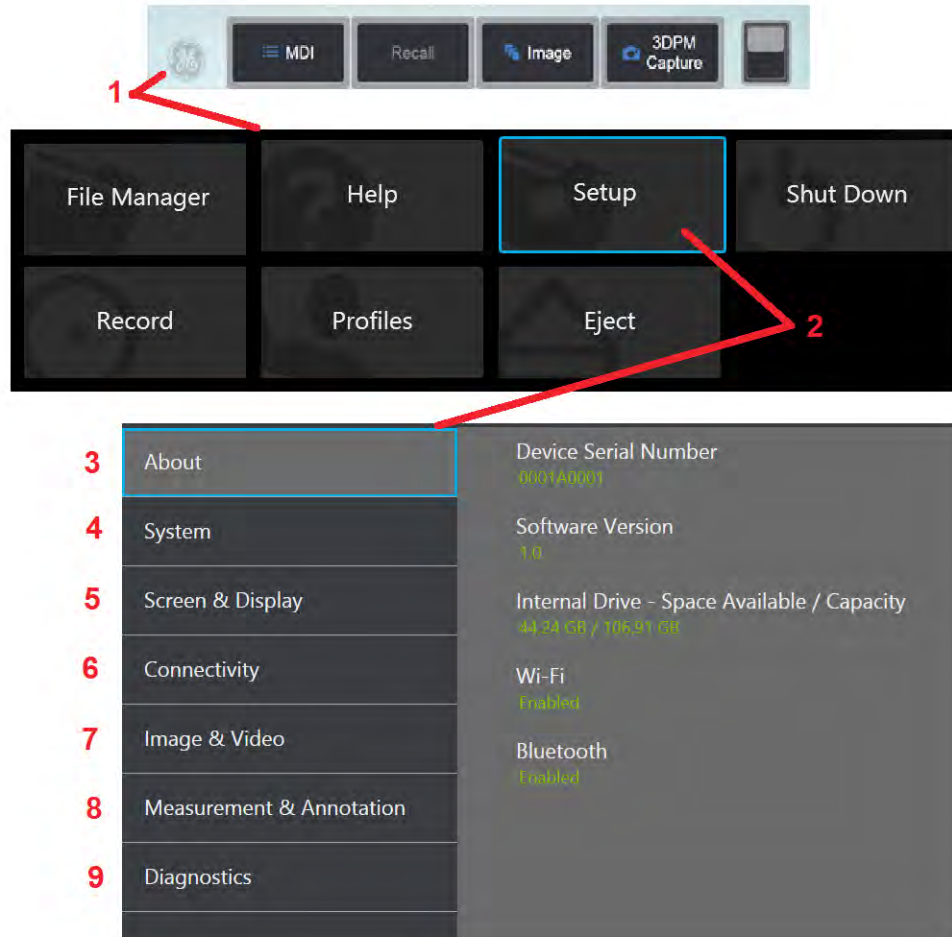 MDI Recall Image 3DPM
Capture
1
File Manager Help Setup Shut Down
Record Profiles Eject
2
3 About
Device Serial Number
0001A0001
4 System
Software Version
1.0
5 Screen & Display
Internal Drive - Space Available / Capacity
44.24 GB / 106.91 GB
6 Connectivity
Wi-Fi
Enabled
7 Image & Video
Bluetooth
Enabled
8 Measurement & Annotation
9 Diagnostics